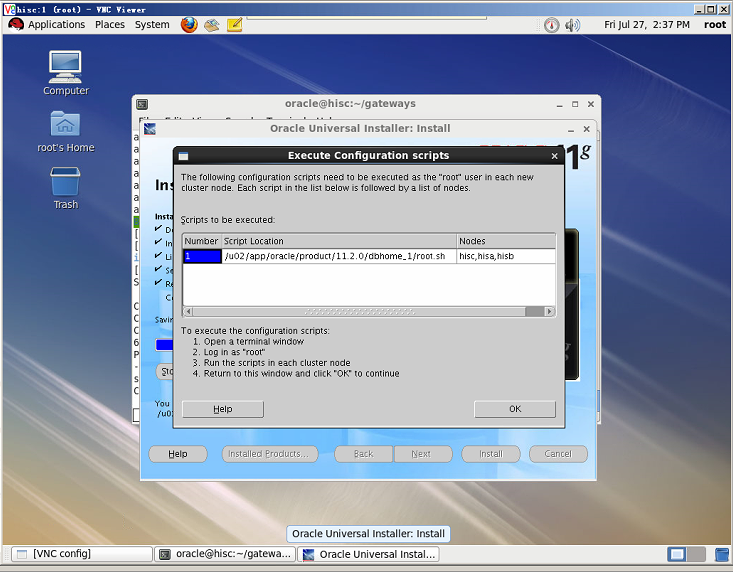 hisc:1 (root) - VNC Viewer
Applications Places System
Fri Jul 27, 2:37 PM root
Computer
root's Home
Trash
oracle@hisc:~/gateways
Oracle Universal Installer: Install
11g
Execute Configuration scripts
The following configuration scripts need to be executed as the "root" user in each new
cluster node. Each script in the list below is followed by a list of nodes.
Scripts to be executed:
Number Script Location Nodes
1 /u02/app/oracle/product/11.2.0/dbhome_1/root.sh hisc,hisa,hisb
To execute the configuration scripts:
1. Open a terminal window
2. Log in as "root"
3. Run the scripts in each cluster node
4. Return to this window and click "OK" to continue
You
/u0
Help OK
Help Installed Products... Back Next Install Cancel
Oracle Universal Installer: Install
[VNC config] oracle@hisc:~/gatewa... Oracle Universal Instal...